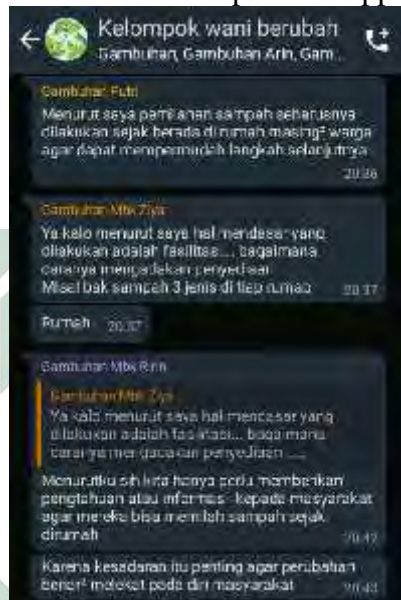 Kelompok wani berubah
Gambuhan, Gambuhan Arin, Gam...
Gambuhan Putri
Menurut saya pemilahan sampah seharusnya
dilakukan sejak berada di rumah masing² warga
agar dapat mempermudah langkah selanjutnya
20:36
Gambuhan Mbk Ziya
Ya kalo menurut saya hal mendasar yang
dilakukan adalah fasilitasi.... bagaimana
caranya mengadakan penyediaan
Misal bak sampah 3 jenis di tiap rumah 20:37
Rumah 20:37
Gambuhan Mbk Ririn
Gambuhan Mbk Ziya
Ya kalo menurut saya hal mendasar yang
dilakukan adalah fasilitasi.... bagaimana
caranya mengadakan penyediaan ....
Menurutku sih kita hanya perlu memberikan
pengtahuan atau informasi kepada masyarakat
agar mereka bisa memilah sampah sejak
dirumah 20:42
Karena kesadaran itu penting agar perubahan
benar² melekat pada diri masyarakat 20:43